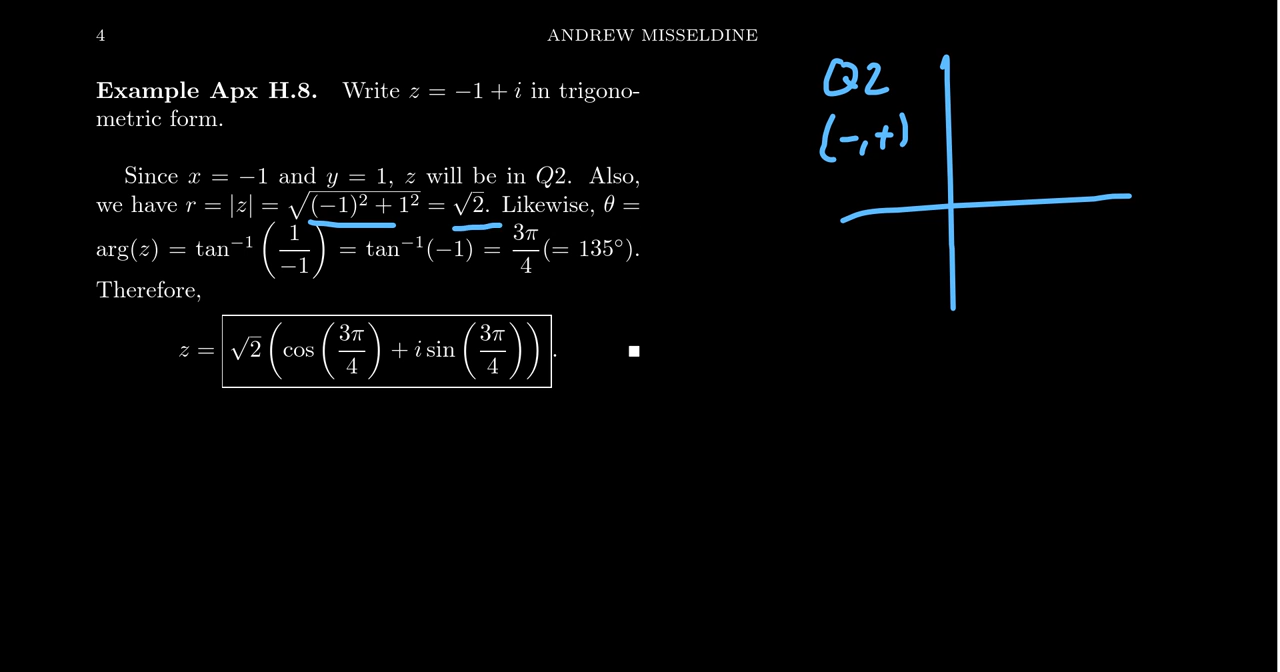 4 ANDREW MISSELDINE
Example Apx H.8. Write z = −1 + i in trigono-
metric form.
Since x = −1 and y = 1, z will be in Q2. Also,
we have r = |z| = √((−1)² + 1²) = √2. Likewise, θ =
arg(z) = tan⁻¹(1/−1) = tan⁻¹(−1) = 3π/4 (= 135°).
Therefore,
z = √2 (cos(3π/4) + i sin(3π/4)). ■
Q2
(-,+)